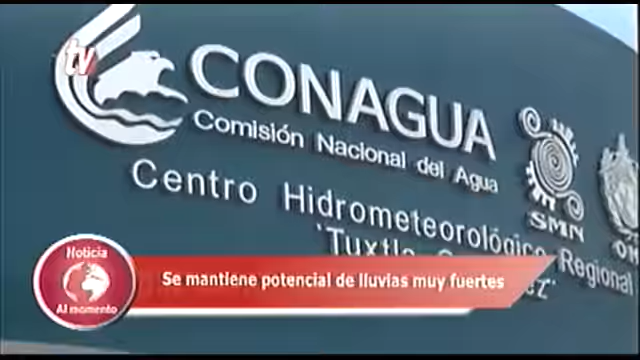 tv
CONAGUA
Comisión Nacional del Agua
Centro Hidrometeorológico Regional
'Tuxtla
SMN
Noticia
Al momento
Se mantiene potencial de lluvias muy fuertes